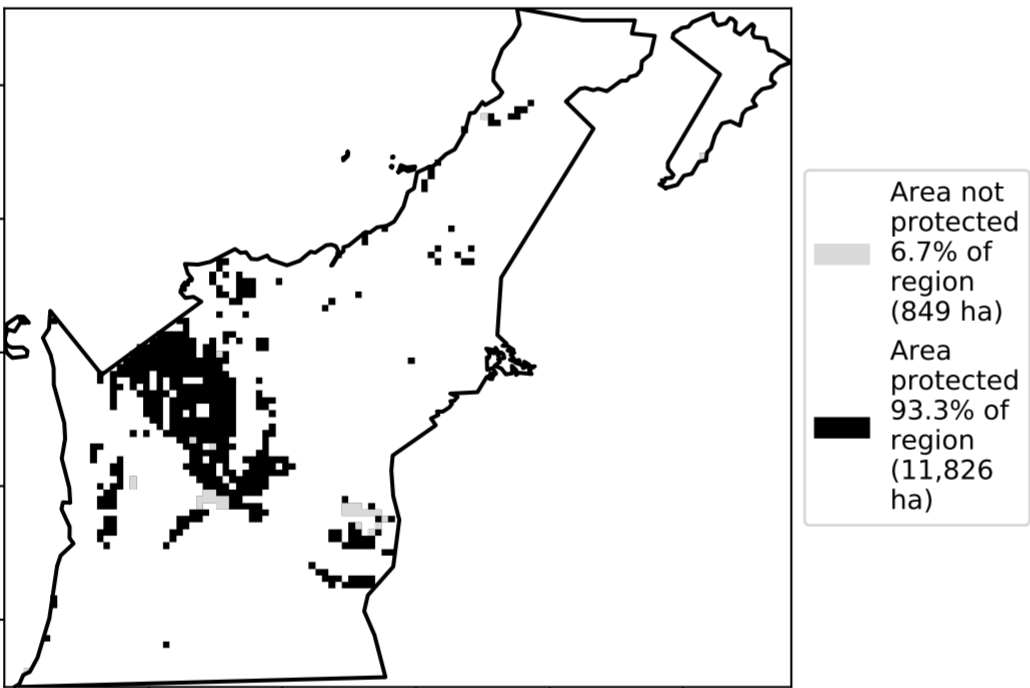 Area not
protected
6.7% of
region
(849 ha)
Area
protected
93.3% of
region
(11,826
ha)